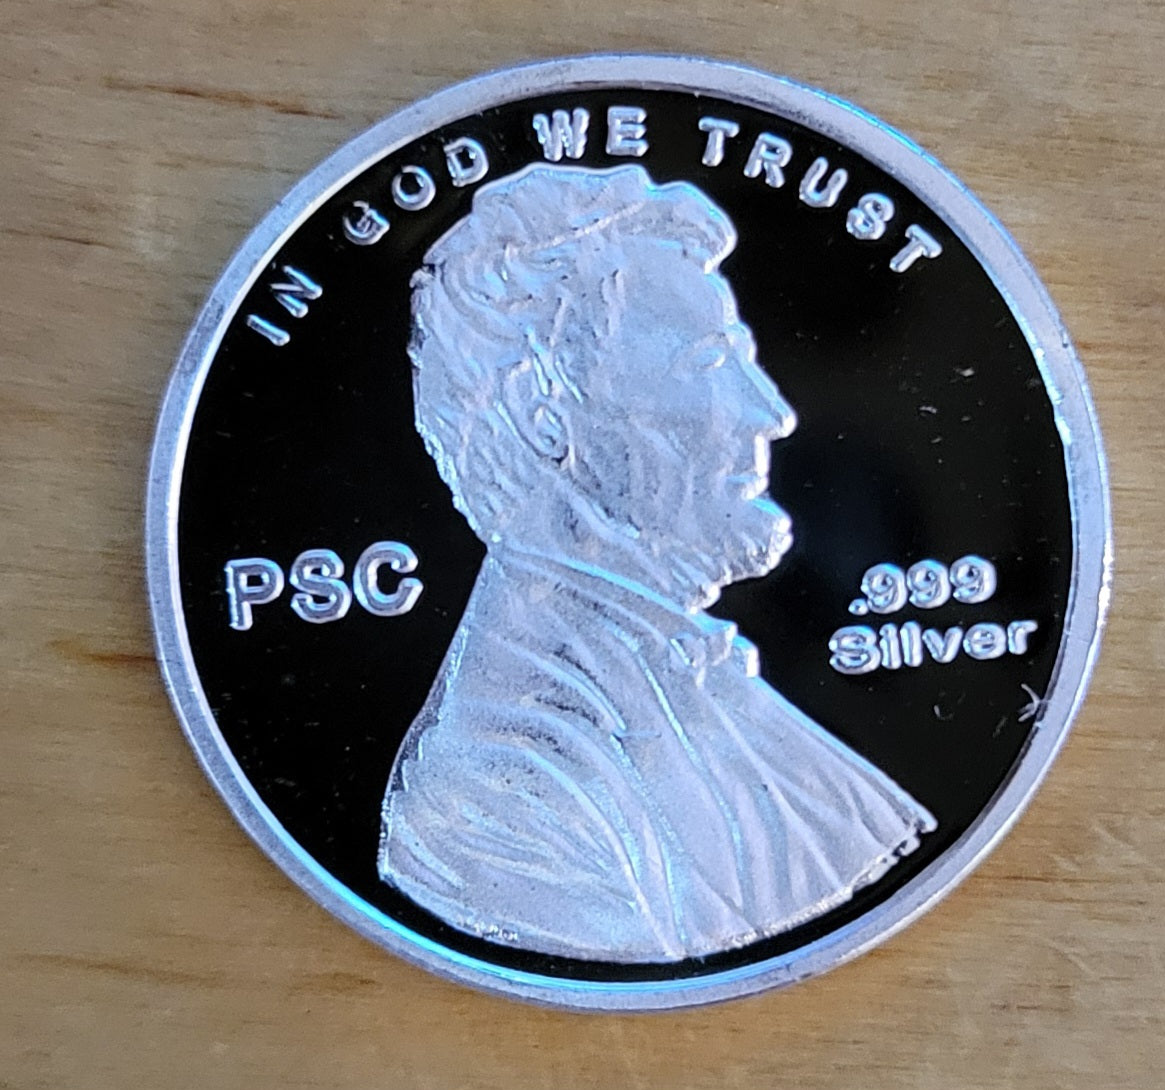 IN GOD WE TRUST
PSC
.999
Silver